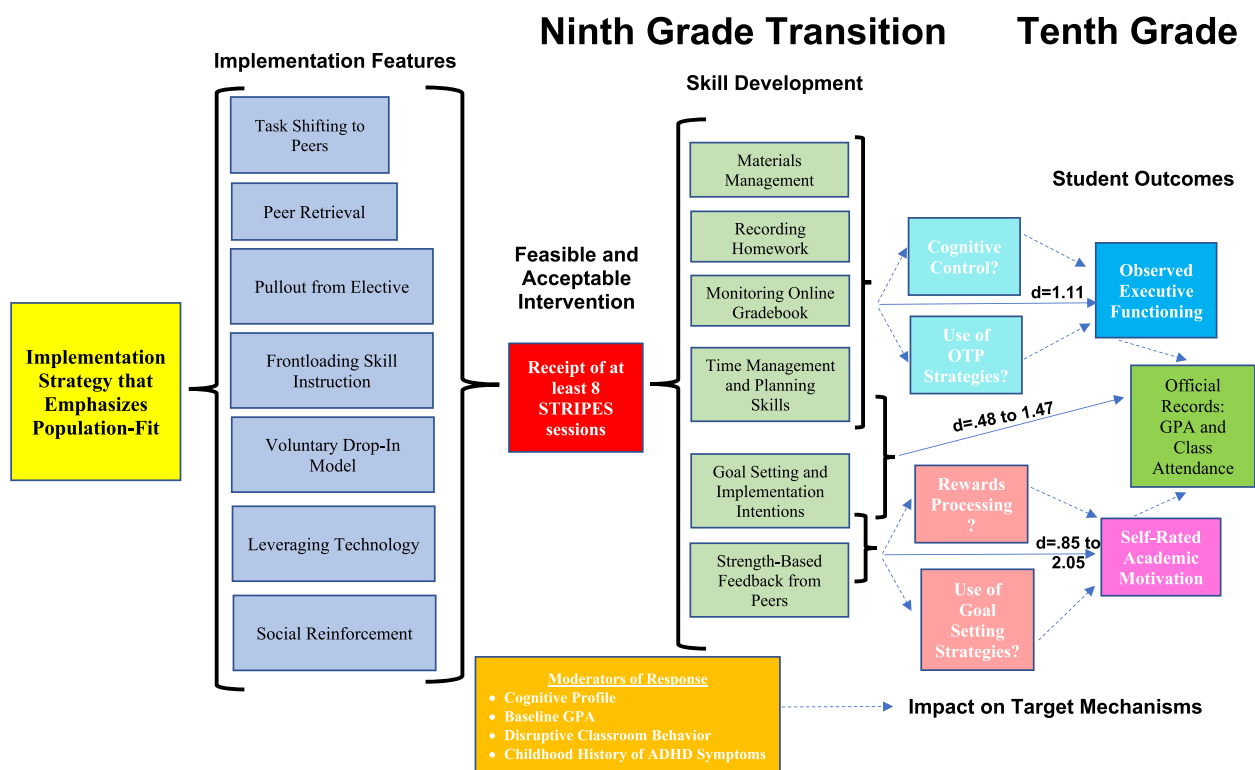 Ninth Grade Transition
Tenth Grade
Implementation Features
Skill Development
Task Shifting to
Peers
Peer Retrieval
Pullout from Elective
Frontloading Skill
Instruction
Voluntary Drop-In
Model
Leveraging Technology
Social Reinforcement
Implementation
Strategy that
Emphasizes
Population-Fit
Feasible and
Acceptable
Intervention
Receipt of at
least 8
STRIPES
sessions
Materials
Management
Recording
Homework
Monitoring Online
Gradebook
Time Management
and Planning
Skills
Goal Setting and
Implementation
Intentions
Strength-Based
Feedback from
Peers
Student Outcomes
Cognitive
Control?
d=1.11
Use of
OTP
Strategies?
Observed
Executive
Functioning
d=.48 to 1.47
Official
Records:
GPA and
Class
Attendance
Rewards
Processing
?
d=.85 to
2.05
Use of
Goal
Setting
Strategies?
Self-Rated
Academic
Motivation
Moderators of Response
• Cognitive Profile
• Baseline GPA
• Disruptive Classroom Behavior
• Childhood History of ADHD Symptoms
Impact on Target Mechanisms